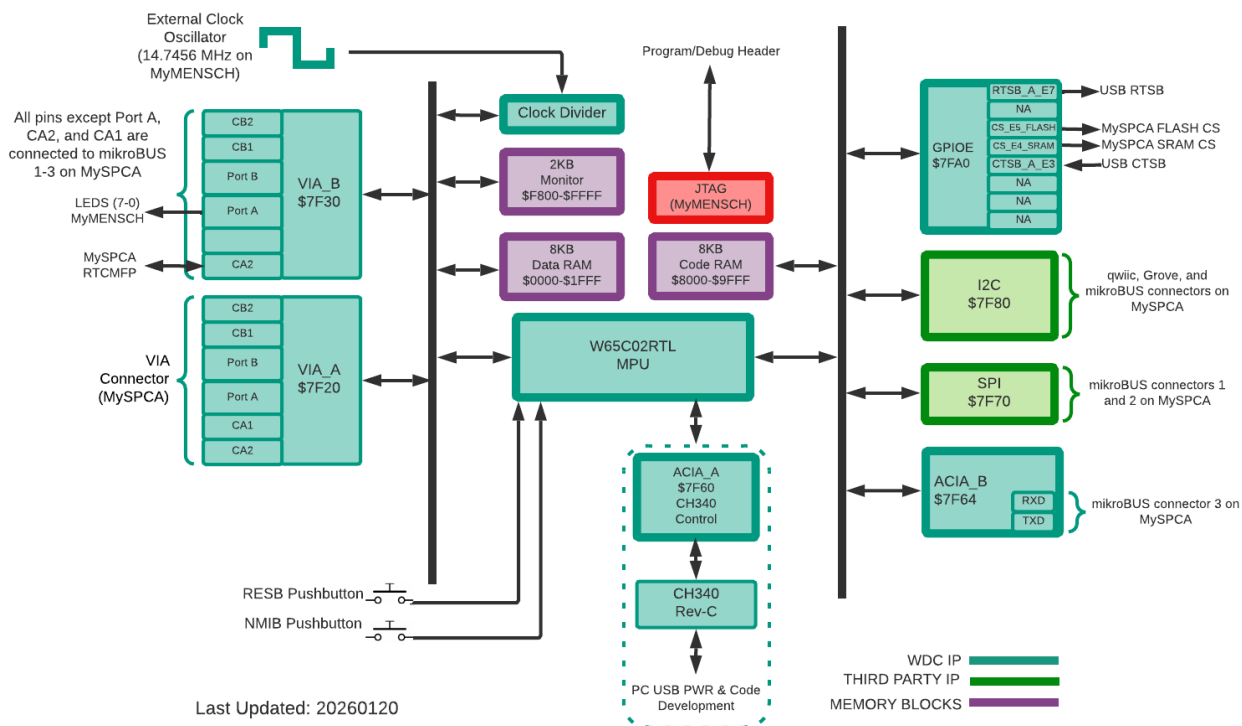 External Clock
Oscillator
(14.7456 MHz on
MyMENSCH)
All pins except Port A,
CA2, and CA1 are
connected to mikroBUS
1-3 on MySPCA
LEDS (7-0)
MyMENSCH
MySPCA
RTCMFP
CB2
CB1
Port B
Port A
CA2
VIA_B
$7F30
VIA
Connector
(MySPCA)
CB2
CB1
Port B
Port A
CA1
CA2
VIA_A
$7F20
Clock Divider
2KB
Monitor
$F800-$FFFF
8KB
Data RAM
$0000-$1FFF
Program/Debug Header
JTAG
(MyMENSCH)
8KB
Code RAM
$8000-$9FFF
W65C02RTL
MPU
ACIA_A
$7F60
CH340
Control
CH340
Rev-C
PC USB PWR & Code
Development
RESB Pushbutton
NMIB Pushbutton
GPIOE
$7FA0
RTSB_A_E7
NA
CS_E5_FLASH
CS_E4_SRAM
CTSB_A_E3
NA
NA
NA
USB RTSB
MySPCA FLASH CS
MySPCA SRAM CS
USB CTSB
I2C
$7F80
qwiic, Grove, and
mikroBUS connectors on
MySPCA
SPI
$7F70
mikroBUS connectors 1
and 2 on MySPCA
ACIA_B
$7F64
RXD
TXD
mikroBUS connector 3 on
MySPCA
WDC IP
THIRD PARTY IP
MEMORY BLOCKS
Last Updated: 20260120